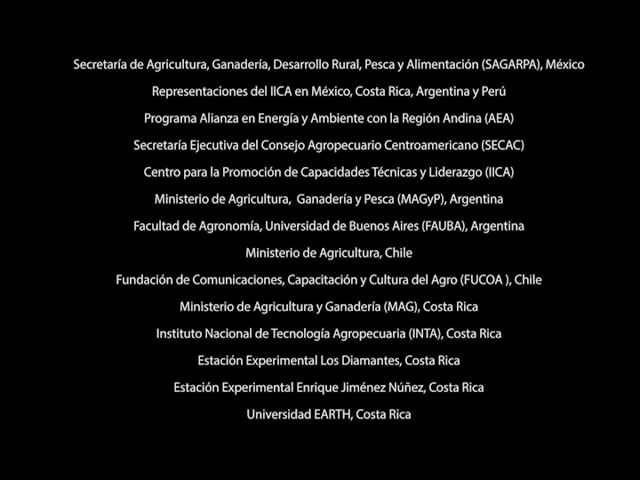 Secretaría de Agricultura, Ganadería, Desarrollo Rural, Pesca y Alimentación (SAGARPA), México
Representaciones del IICA en México, Costa Rica, Argentina y Perú
Programa Alianza en Energía y Ambiente con la Región Andina (AEA)
Secretaría Ejecutiva del Consejo Agropecuario Centroamericano (SECAC)
Centro para la Promoción de Capacidades Técnicas y Liderazgo (IICA)
Ministerio de Agricultura,  Ganadería y Pesca (MAGyP), Argentina
Facultad de Agronomía, Universidad de Buenos Aires (FAUBA), Argentina
Ministerio de Agricultura, Chile
Fundación de Comunicaciones, Capacitación y Cultura del Agro (FUCOA ), Chile
Ministerio de Agricultura y Ganadería (MAG), Costa Rica
Instituto Nacional de Tecnología Agropecuaria (INTA), Costa Rica
Estación Experimental Los Diamantes, Costa Rica
Estación Experimental Enrique Jiménez Núñez, Costa Rica
Universidad EARTH, Costa Rica